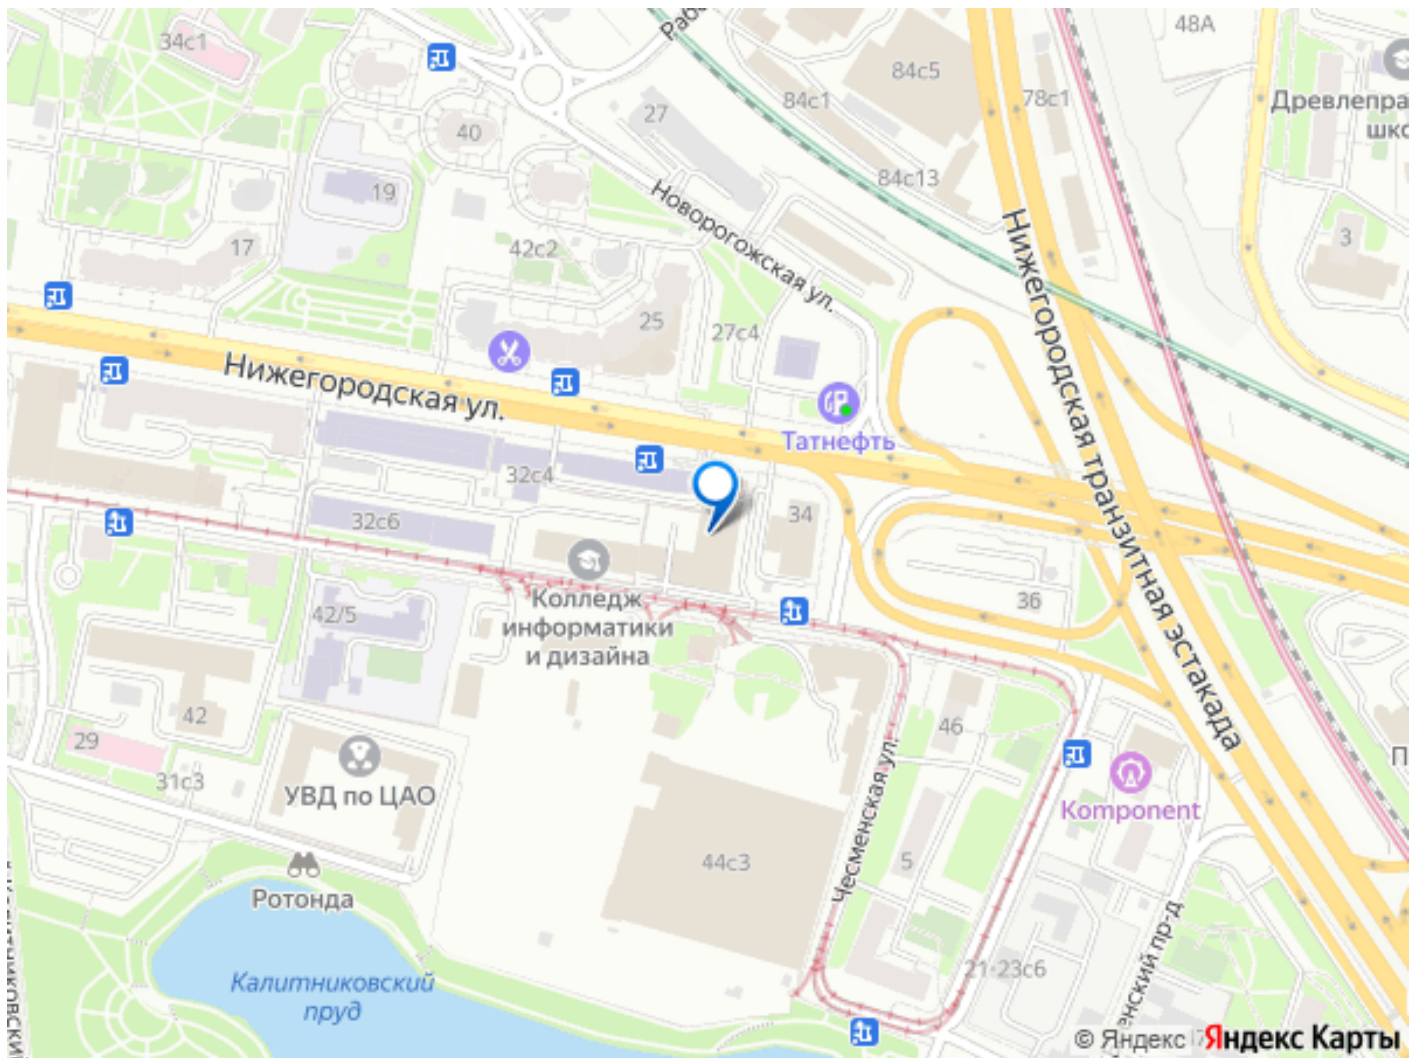 34с1
48А
84с5
84с1
78с1
27
40
84с13
Древлепра
шко
19
Новорогожская ул.
17
42с2
3
25
27с4
Нижегородская ул.
Татнефть
Нижегородская транзитная эстакада
32с4
32с6
34
Колледж
информатики
и дизайна
42/5
36
42
46
29
31с3
УВД по ЦАО
Komponent
44с3
5
Чесменская ул.
Ротонда
Калитниковский
пруд
21-23с6
енский пр-д
© Яндекс
Яндекс Карты